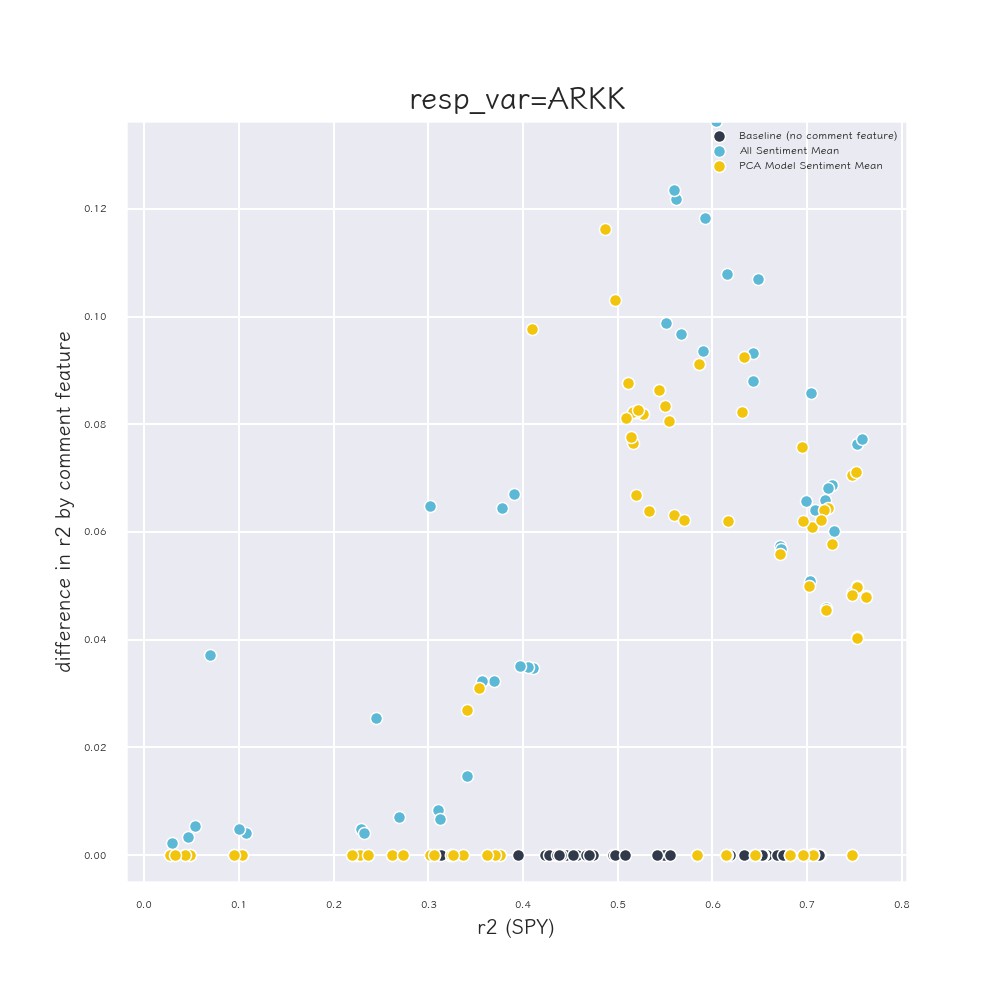 resp_var=ARKK
Baseline (no comment feature)
All Sentiment Mean
PCA Model Sentiment Mean
0.12
0.10
0.08
0.06
0.04
0.02
0.00
difference in r2 by comment feature
0.0 0.1 0.2 0.3 0.4 0.5 0.6 0.7 0.8
r2 (SPY)